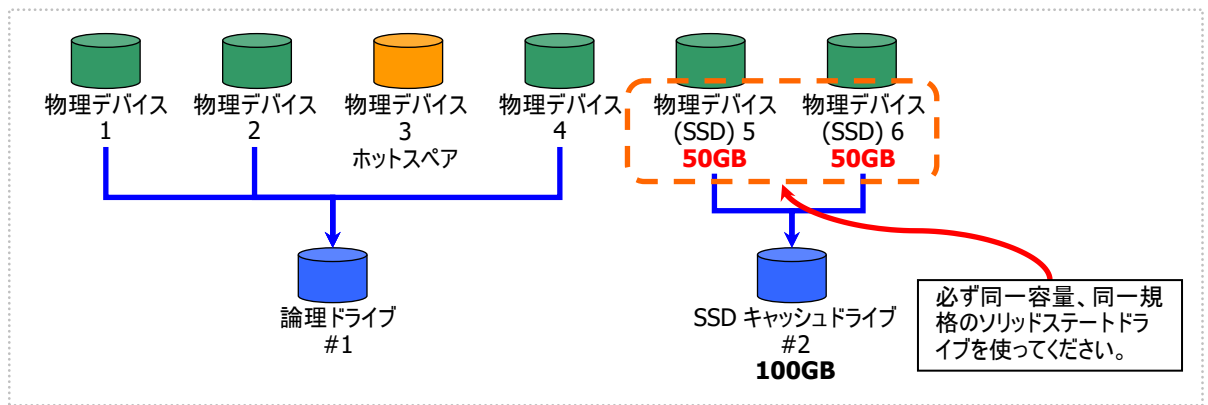 物理デバイス
1
物理デバイス
2
物理デバイス
3
ホットスペア
物理デバイス
4
物理デバイス
(SSD) 5
50GB
物理デバイス
(SSD) 6
50GB
論理ドライブ
#1
SSD キャッシュドライブ
#2
100GB
必ず同一容量、同一規
格のソリッドステートドラ
イブを使ってください。